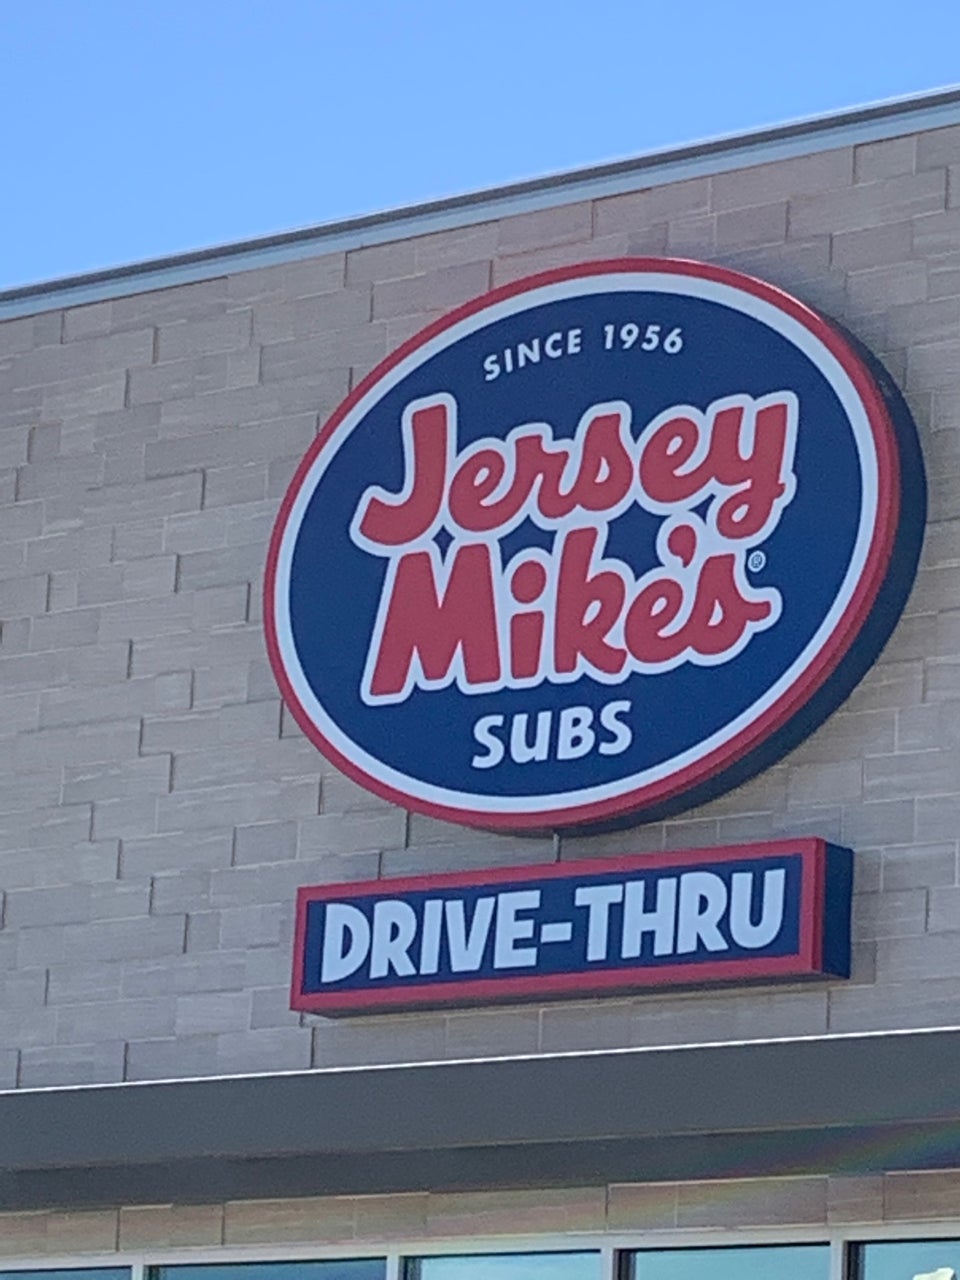 SINCE 1956
Jersey
Mike's®
SUBS
DRIVE-THRU